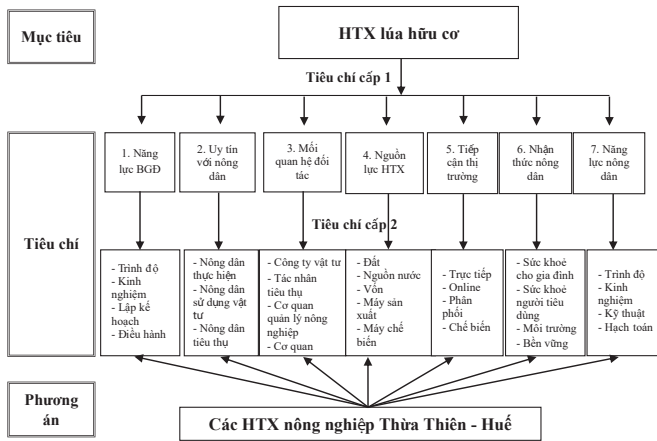 Mục tiêu
HTX lúa hữu cơ
Tiêu chí cấp 1
Tiêu chí
1. Năng
lực BGĐ
2. Uy tín
với nông
dân
3. Mối
quan hệ đối
tác
4. Nguồn
lực HTX
5. Tiếp
cận thị
trường
6. Nhận
thức nông
dân
7. Năng
lực nông
dân
Tiêu chí cấp 2
- Trình độ
- Kinh
nghiệm
- Lập kế
hoạch
- Điều hành
- Nông dân
thực hiện
- Nông dân
sử dụng vật
tư
- Nông dân
tiêu thụ
- Công ty vật tư
- Tác nhân
tiêu thụ
- Cơ quan
quản lý nông
nghiệp
- Cơ quan
- Đất
- Nguồn nước
- Vốn
- Máy sản
xuất
- Máy chế
biến
- Trực tiếp
- Online
- Phân
phối
- Chế biến
- Sức khoẻ
cho gia đình
- Sức khoẻ
người tiêu
dùng
- Môi trường
- Bền vững
- Trình độ
- Kinh
nghiệm
- Kỹ thuật
- Hạch toán
Phương
án
Các HTX nông nghiệp Thừa Thiên - Huế